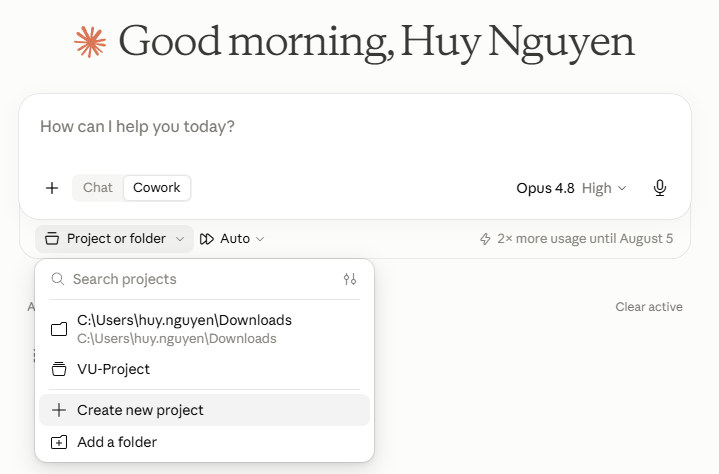 Good morning, Huy Nguyen
How can I help you today?
Chat Cowork Opus 4.8 High
Project or folder Auto 2× more usage until August 5
Search projects
Clear active
C:\Users\huy.nguyen\Downloads
C:\Users\huy.nguyen\Downloads
VU-Project
Create new project
Add a folder